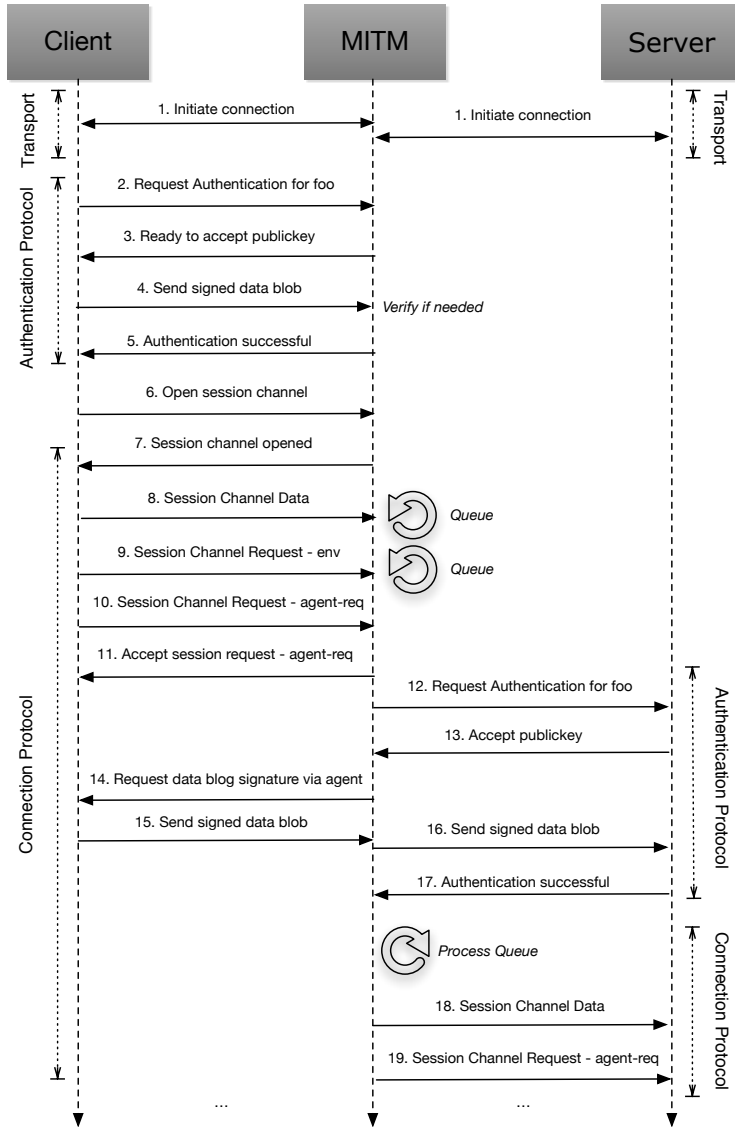 Client
MITM
Server
Transport
1. Initiate connection
1. Initiate connection
Transport
Authentication Protocol
2. Request Authentication for foo
3. Ready to accept publickey
4. Send signed data blob
Verify if needed
5. Authentication successful
6. Open session channel
Connection Protocol
7. Session channel opened
8. Session Channel Data
Queue
9. Session Channel Request - env
Queue
10. Session Channel Request - agent-req
11. Accept session request - agent-req
12. Request Authentication for foo
Authentication Protocol
13. Accept publickey
14. Request data blog signature via agent
15. Send signed data blob
16. Send signed data blob
17. Authentication successful
Process Queue
Connection Protocol
18. Session Channel Data
19. Session Channel Request - agent-req
...
...